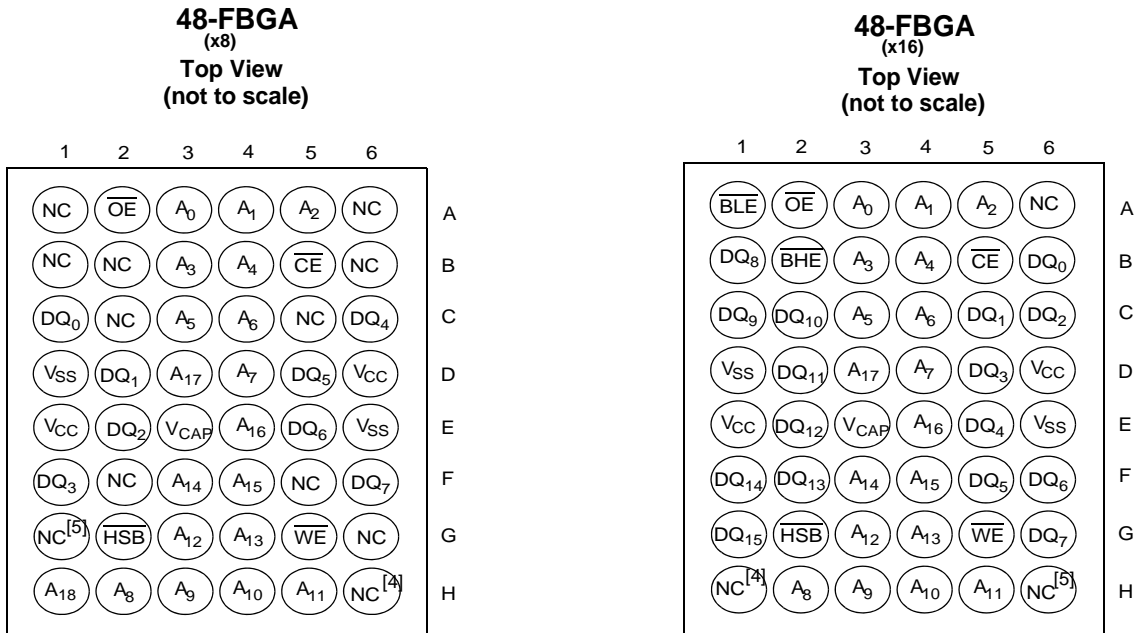 48-FBGA
(x8)
Top View
(not to scale)
1 2 3 4 5 6
NC OE A0 A1 A2 NC A
NC NC A3 A4 CE NC B
DQ0 NC A5 A6 NC DQ4 C
VSS DQ1 A17 A7 DQ5 VCC D
VCC DQ2 VCAP A16 DQ6 VSS E
DQ3 NC A14 A15 NC DQ7 F
NC[5] HSB A12 A13 WE NC G
A18 A8 A9 A10 A11 NC[4] H
48-FBGA
(x16)
Top View
(not to scale)
1 2 3 4 5 6
BLE OE A0 A1 A2 NC A
DQ8 BHE A3 A4 CE DQ0 B
DQ9 DQ10 A5 A6 DQ1 DQ2 C
VSS DQ11 A17 A7 DQ3 VCC D
VCC DQ12 VCAP A16 DQ4 VSS E
DQ14 DQ13 A14 A15 DQ5 DQ6 F
DQ15 HSB A12 A13 WE DQ7 G
NC[4] A8 A9 A10 A11 NC[5] H